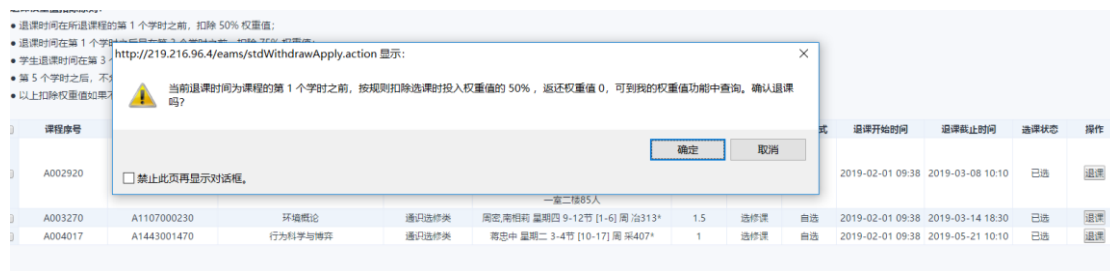 ● 退课时间在所退课程的第 1 个学时之前，扣除 50% 权重值；
● 退课时间在第 1 个学
● 学生退课时间在第 3
● 第 5 个学时之后，不
● 以上扣除权重值如果不
http://219.216.96.4/eams/stdWithdrawApply.action 显示:
当前退课时间为课程的第 1 个学时之前，按规则扣除选课时投入权重值的 50% ，返还权重值 0，可到我的权重值功能中查询。确认退课
吗?
确定 取消
禁止此页再显示对话框。
课程序号 式 退课开始时间 退课截止时间 选课状态 操作
A002920 2019-02-01 09:38 2019-03-08 10:10 已选 退课
一室二楼85人
A003270 A1107000230 环境概论 通识选修类 周密,南相莉 星期四 9-12节 [1-6] 周 冶313* 1.5 选修课 自选 2019-02-01 09:38 2019-03-14 18:30 已选 退课
A004017 A1443001470 行为科学与博弈 通识选修类 蒋忠中 星期二 3-4节 [10-17] 周 采407* 1 选修课 自选 2019-02-01 09:38 2019-05-21 10:10 已选 退课